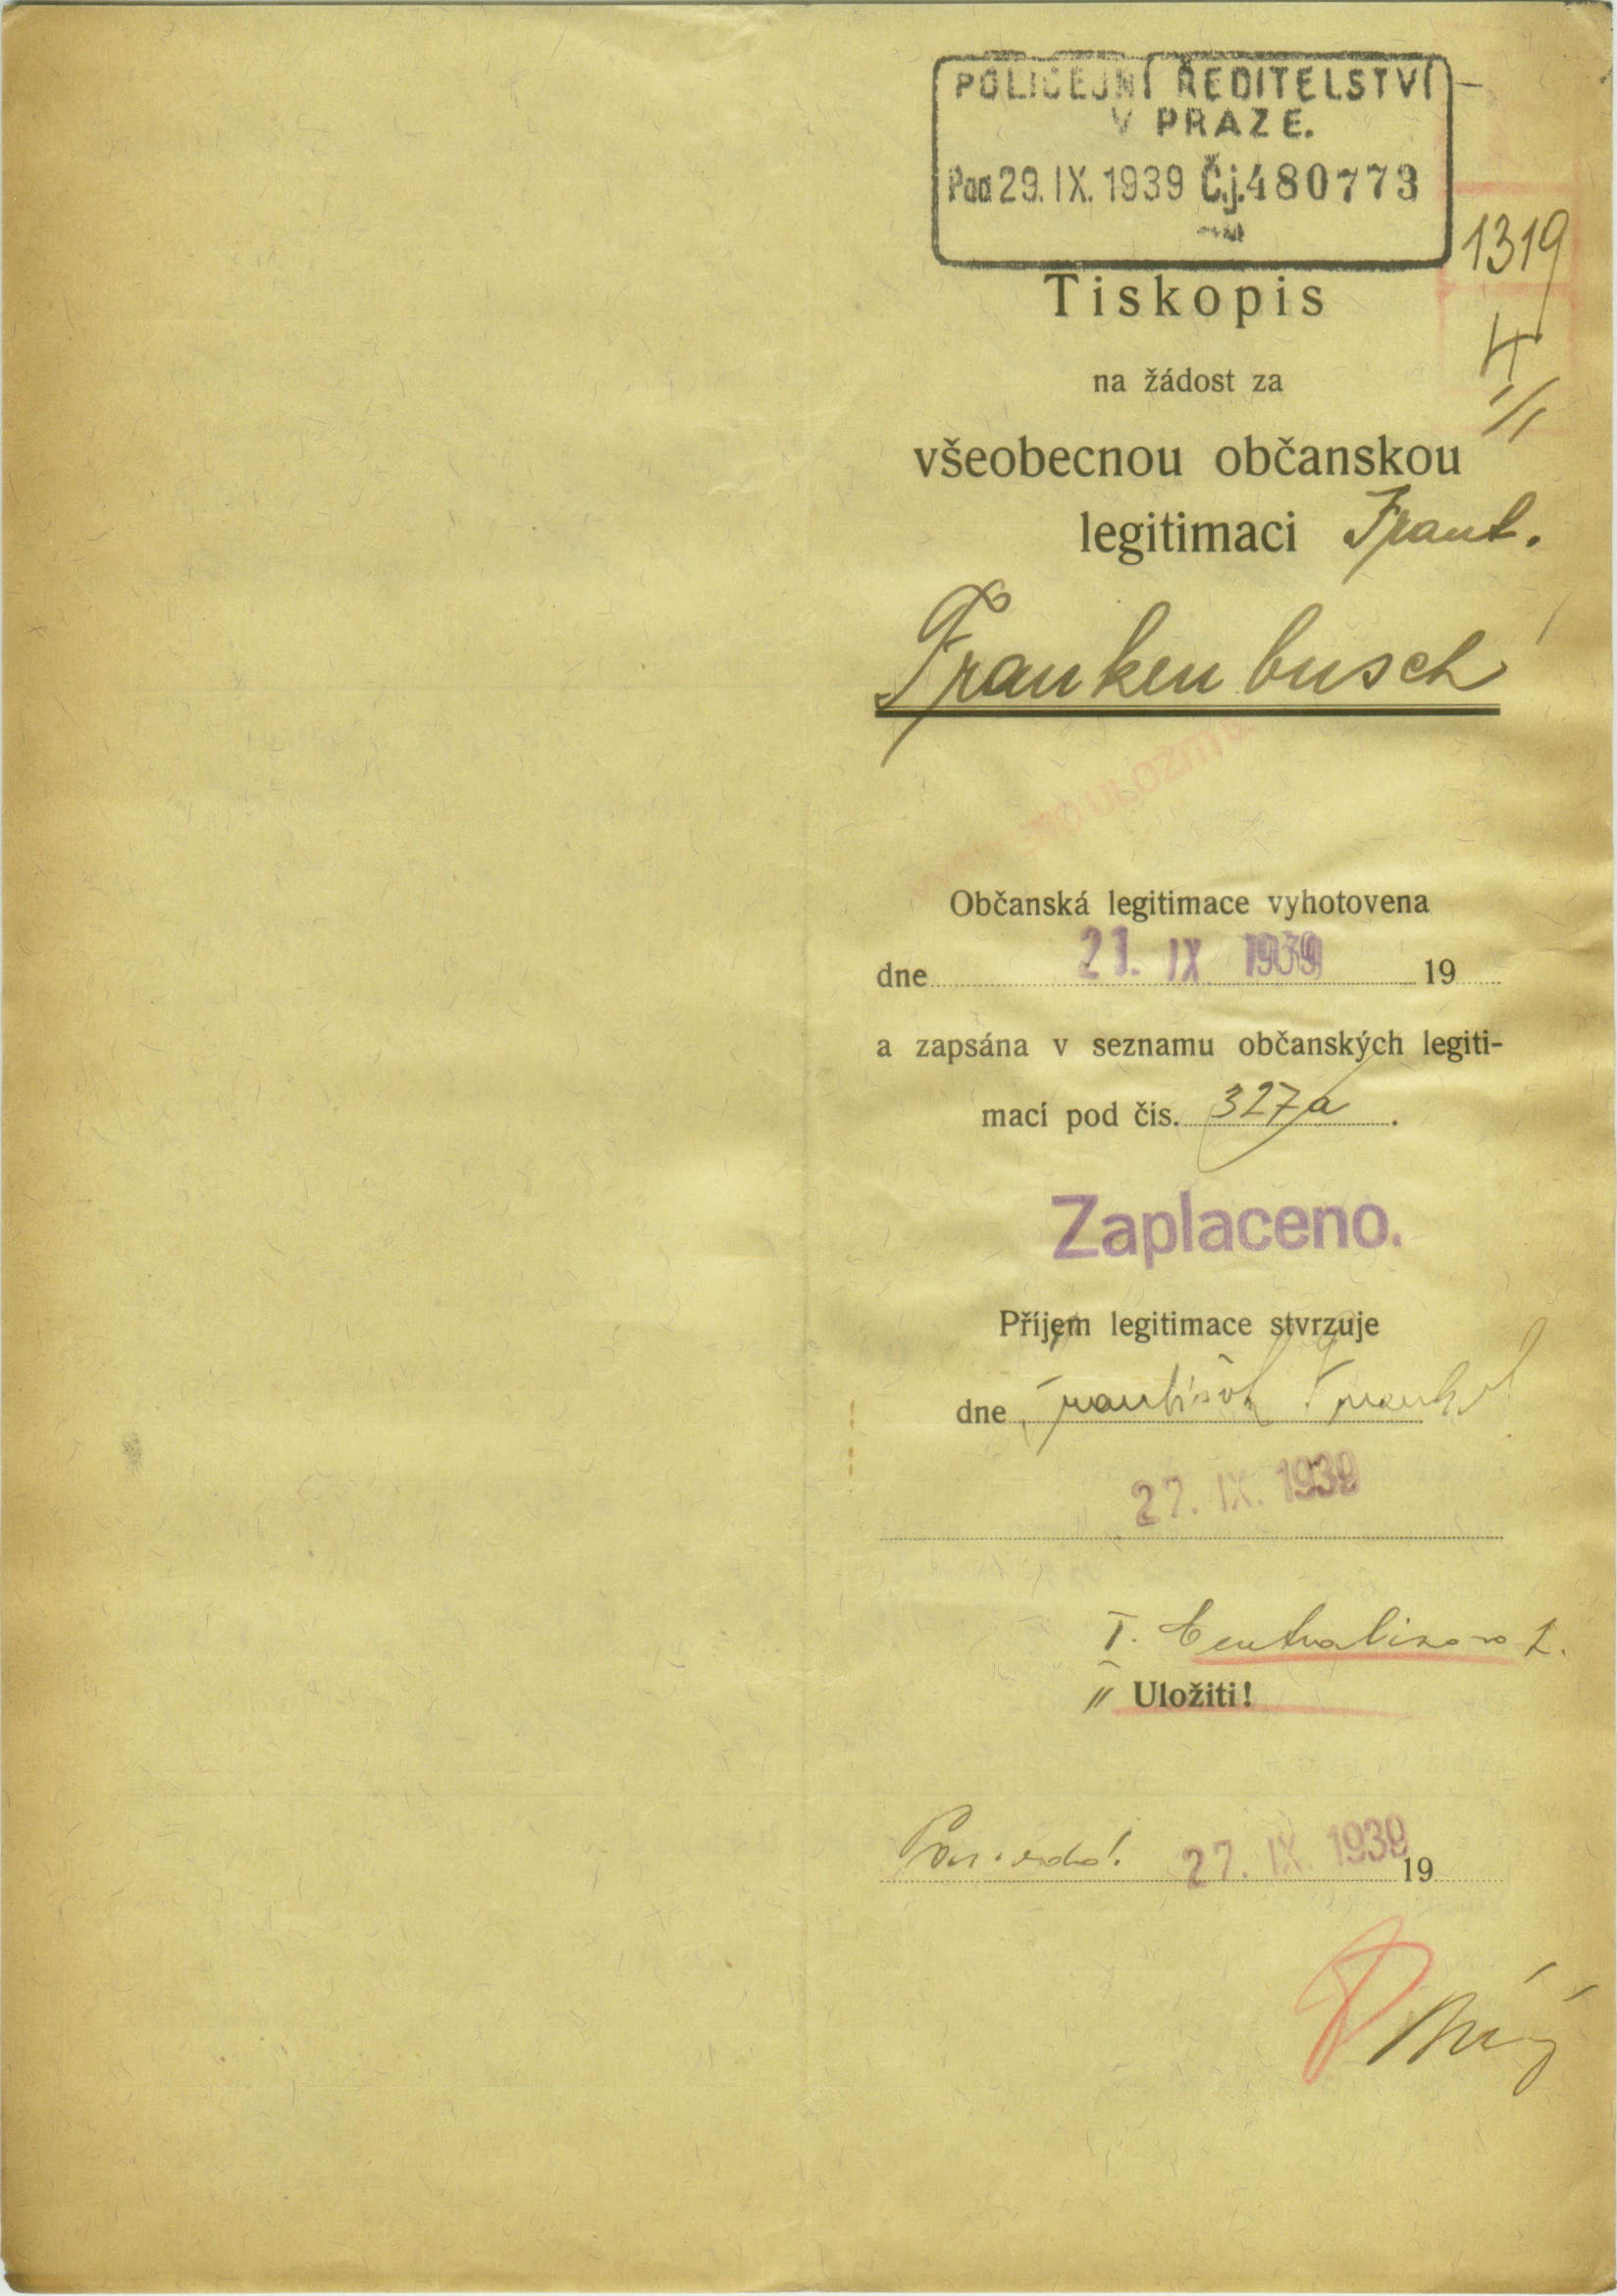 POLICEJNÍ ŘEDITELSTVÍ
V PRAZE.
29. IX. 1939 Č.j. 480773
1319
Tiskopis
na žádost za
všeobecnou občanskou
legitimaci Frant.
Frankenbusch
Občanská legitimace vyhotovena
dne 21. IX 1939 19
a zapsána v seznamu občanských legiti-
mací pod čís. 327a .
Zaplaceno.
Příjem legitimace stvrzuje
dne
27. IX. 1939
I.
II Uložiti!
27. IX. 1939 19